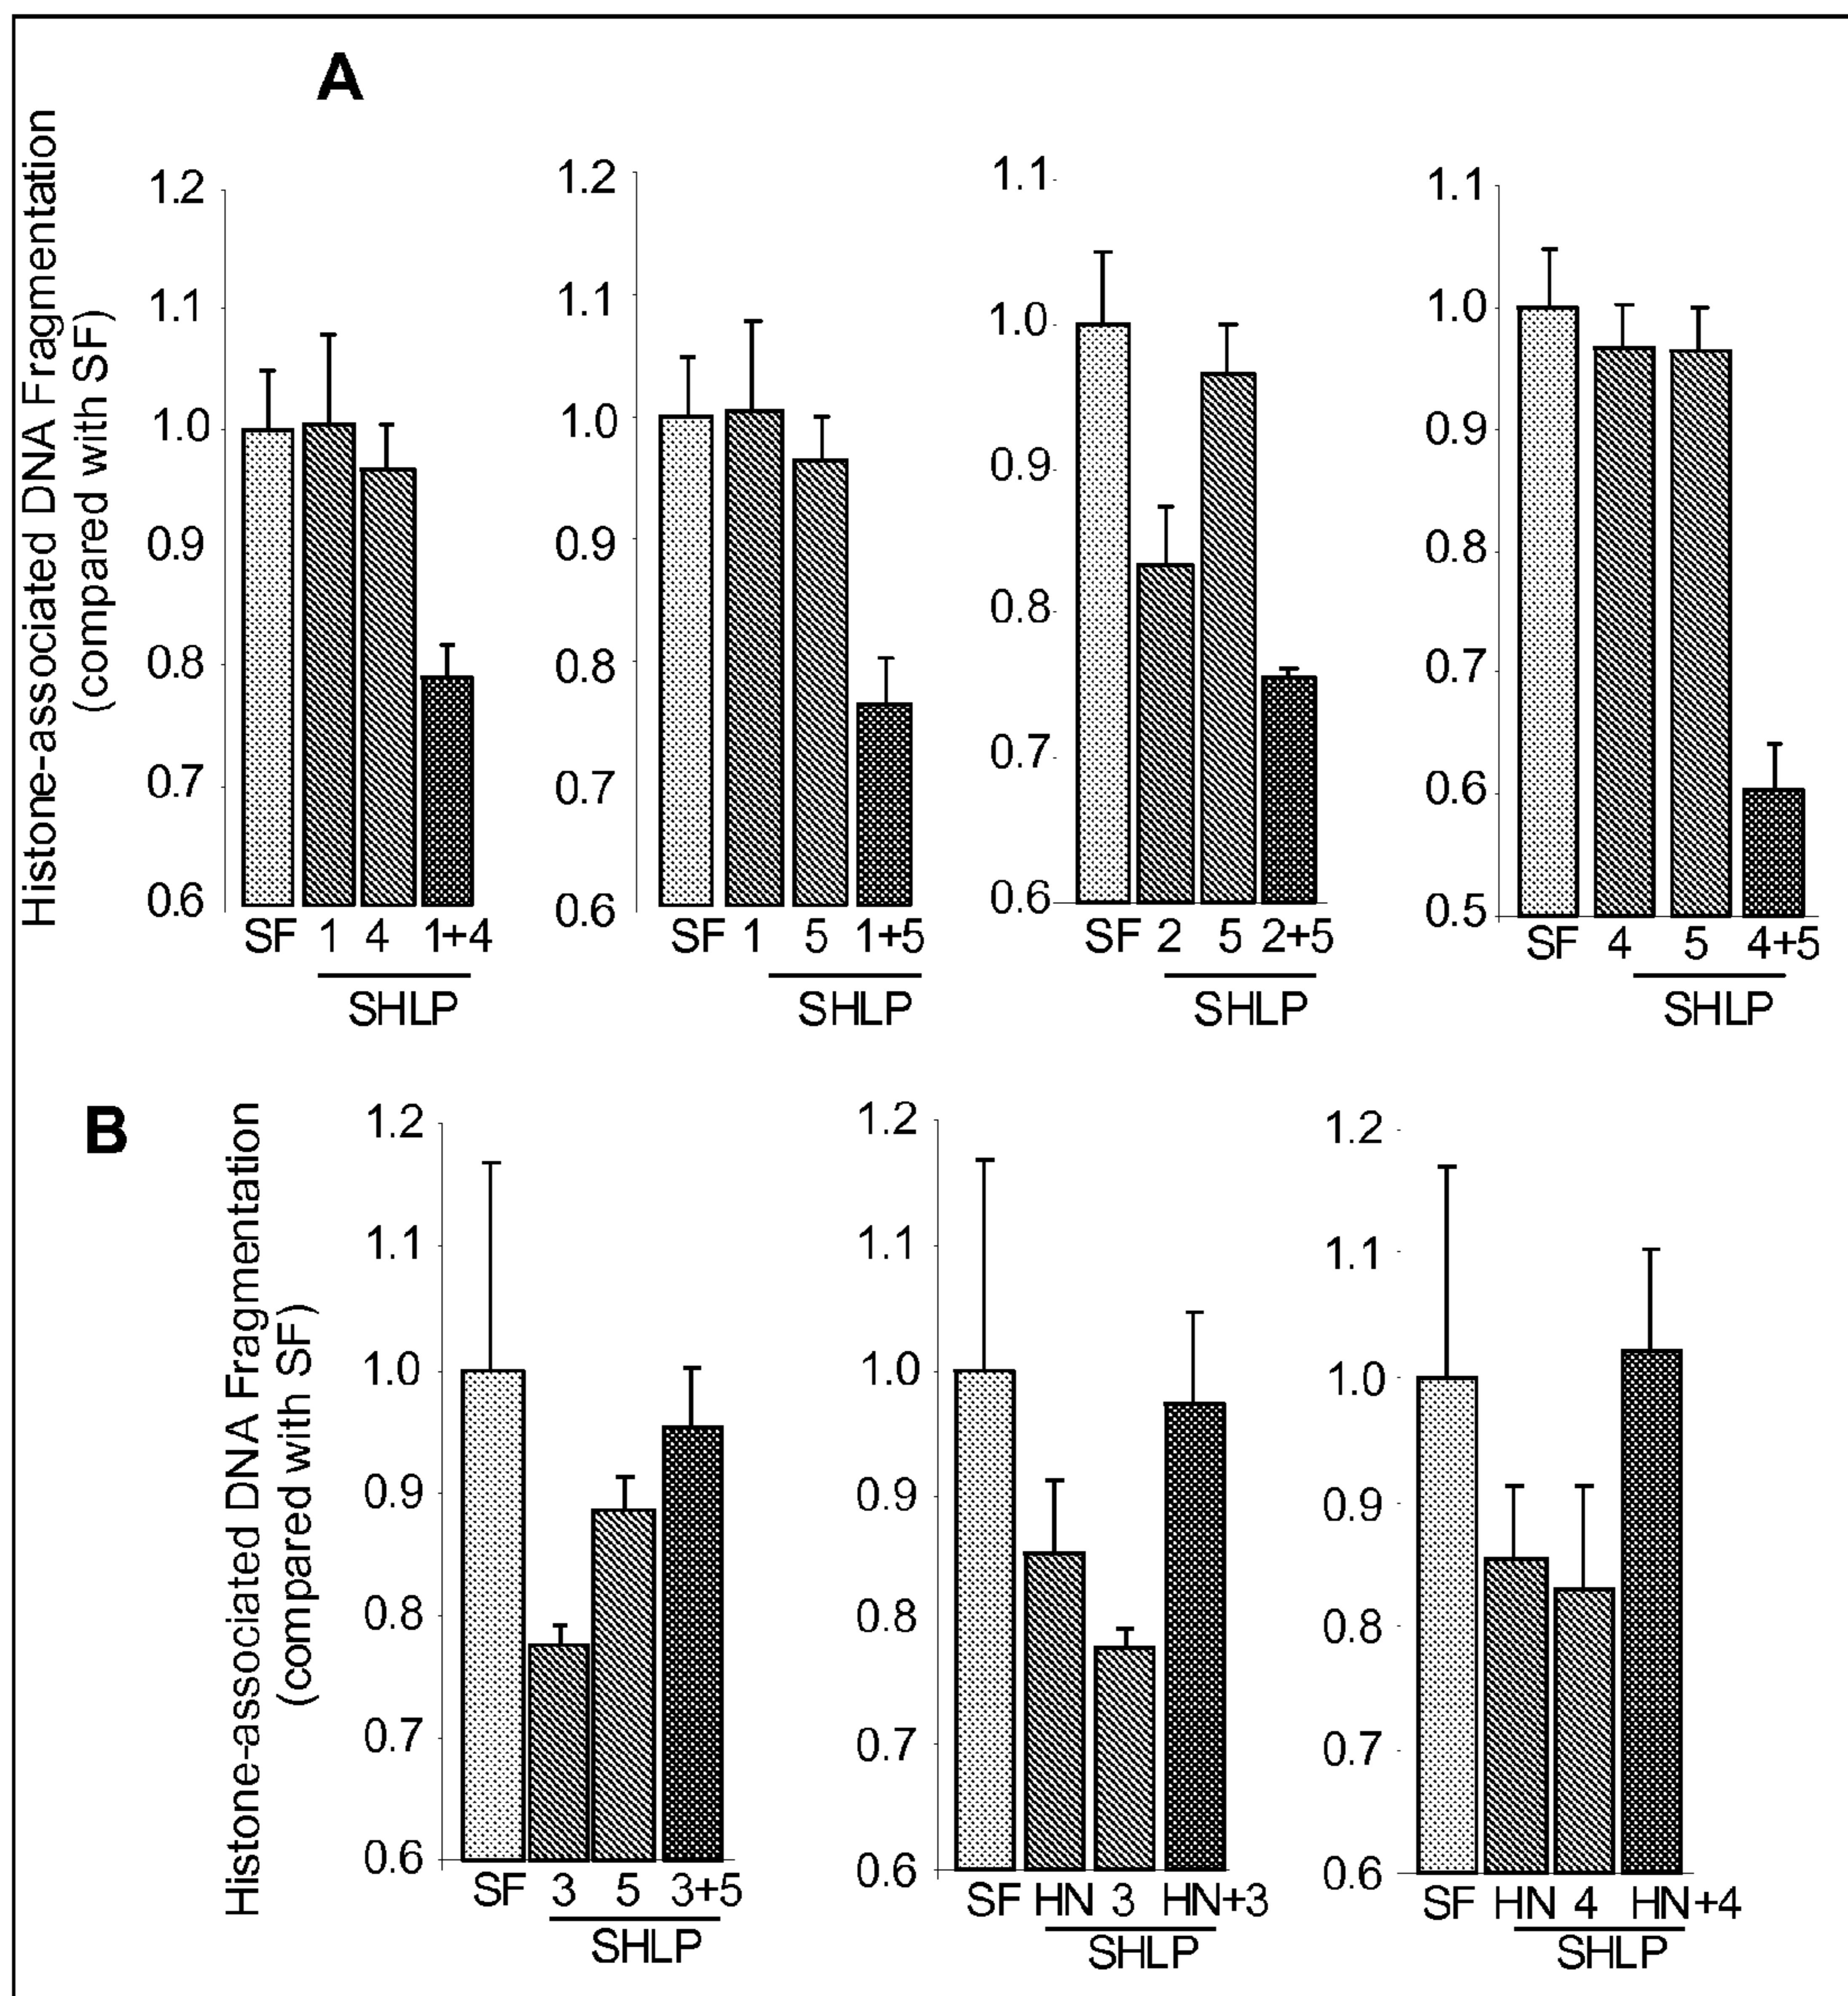 A
Histone-associated DNA Fragmentation
(compared with SF)
1.2
1.1
1.0
0.9
0.8
0.7
0.6
SF 1 4 1+4
SHLP
1.2
1.1
1.0
0.9
0.8
0.7
0.6
SF 1 5 1+5
SHLP
1.1
1.0
0.9
0.8
0.7
0.6
SF 2 5 2+5
SHLP
1.1
1.0
0.9
0.8
0.7
0.6
0.5
SF 4 5 4+5
SHLP
B
Histone-associated DNA Fragmentation
(compared with SF)
1.2
1.1
1.0
0.9
0.8
0.7
0.6
SF 3 5 3+5
SHLP
1.2
1.1
1.0
0.9
0.8
0.7
0.6
SF HN 3 HN+3
SHLP
1.2
1.1
1.0
0.9
0.8
0.7
0.6
SF HN 4 HN+4
SHLP